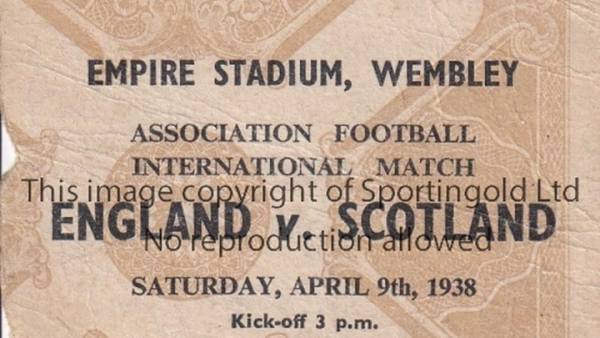 EMPIRE STADIUM, WEMBLEY
ASSOCIATION FOOTBALL
INTERNATIONAL MATCH
This image copyright of Sportingold Ltd
ENGLAND v. SCOTLAND
No reproduction allowed
SATURDAY, APRIL 9th, 1938
Kick-off 3 p.m.